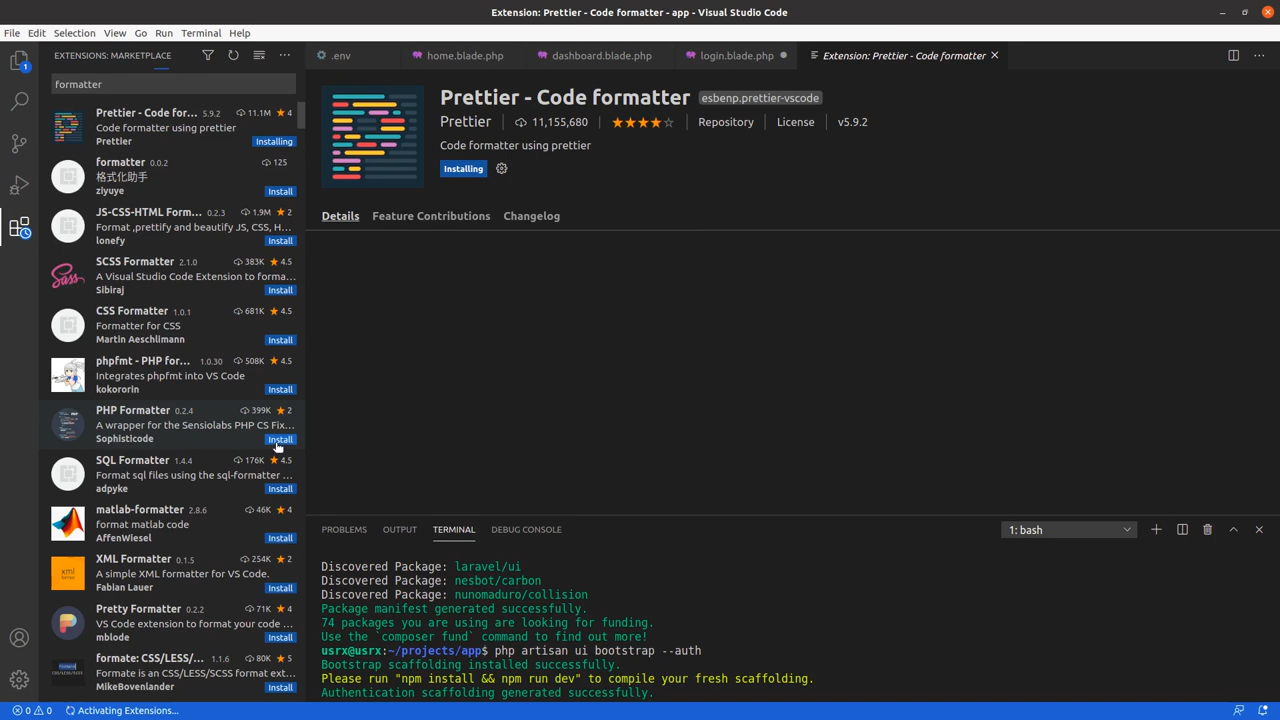 Extension: Prettier - Code formatter - app - Visual Studio Code
File Edit Selection View Go Run Terminal Help
EXTENSIONS: MARKETPLACE
formatter
Prettier - Code for... 5.9.2 11.1M 4
Code formatter using prettier
Prettier Installing
formatter 0.0.2 125
格式化助手
ziyuye Install
JS-CSS-HTML Form... 0.2.3 1.9M 2
Format ,prettify and beautify JS, CSS, H...
lonefy Install
SCSS Formatter 2.1.0 383K 4.5
A Visual Studio Code Extension to forma...
Sibiraj Install
CSS Formatter 1.0.1 681K 4.5
Formatter for CSS
Martin Aeschlimann Install
phpfmt - PHP for... 1.0.30 508K 4.5
Integrates phpfmt into VS Code
kokororin Install
PHP Formatter 0.2.4 399K 2
A wrapper for the Sensiolabs PHP CS Fix...
Sophisticode Install
SQL Formatter 1.4.4 176K 4.5
Format sql files using the sql-formatter ...
adpyke Install
matlab-formatter 2.8.6 46K 4
format matlab code
AffenWiesel Install
XML Formatter 0.1.5 254K 2
A simple XML formatter for VS Code.
Fabian Lauer Install
Pretty Formatter 0.2.2 71K 4
VS Code extension to format your code ...
mblode Install
formate: CSS/LESS/... 1.1.6 80K 5
Formate is an CSS/LESS/SCSS format ext...
MikeBovenlander Install
.env home.blade.php dashboard.blade.php login.blade.php Extension: Prettier - Code formatter
Prettier - Code formatter esbenp.prettier-vscode
Prettier 11,155,680 Repository License v5.9.2
Code formatter using prettier
Installing
Details Feature Contributions Changelog
PROBLEMS OUTPUT TERMINAL DEBUG CONSOLE 1: bash
Discovered Package: laravel/ui
Discovered Package: nesbot/carbon
Discovered Package: nunomaduro/collision
Package manifest generated successfully.
74 packages you are using are looking for funding.
Use the `composer fund` command to find out more!
usrx@usrx:~/projects/app$ php artisan ui bootstrap --auth
Bootstrap scaffolding installed successfully.
Please run "npm install && npm run dev" to compile your fresh scaffolding.
Authentication scaffolding generated successfully.
0 0 Activating Extensions...